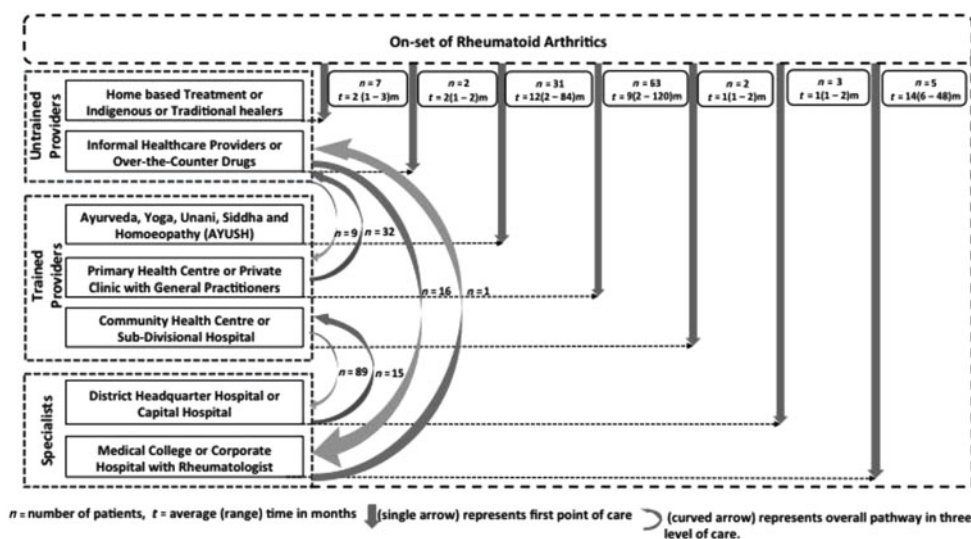 On-set of Rheumatoid Arthritics
n = 7
t = 2 (1 – 3)m
n = 2
t = 2(1 – 2)m
n = 31
t = 12(2 – 84)m
n = 63
t = 9(2 – 120)m
n = 2
t = 1(1 – 2)m
n = 3
t = 1(1 – 2)m
n = 5
t = 14(6 – 48)m
Untrained
Providers
Home based Treatment or
Indigenous or Traditional healers
Informal Healthcare Providers or
Over-the-Counter Drugs
Trained
Providers
Ayurveda, Yoga, Unani, Siddha and
Homoeopathy (AYUSH)
n = 9 n = 32
Primary Health Centre or Private
Clinic with General Practitioners
n = 16 n = 1
Community Health Centre or
Sub-Divisional Hospital
n = 89 n = 15
Specialists
District Headquarter Hospital or
Capital Hospital
Medical College or Corporate
Hospital with Rheumatologist
n = number of patients, t = average (range) time in months (single arrow) represents first point of care (curved arrow) represents overall pathway in three
level of care.